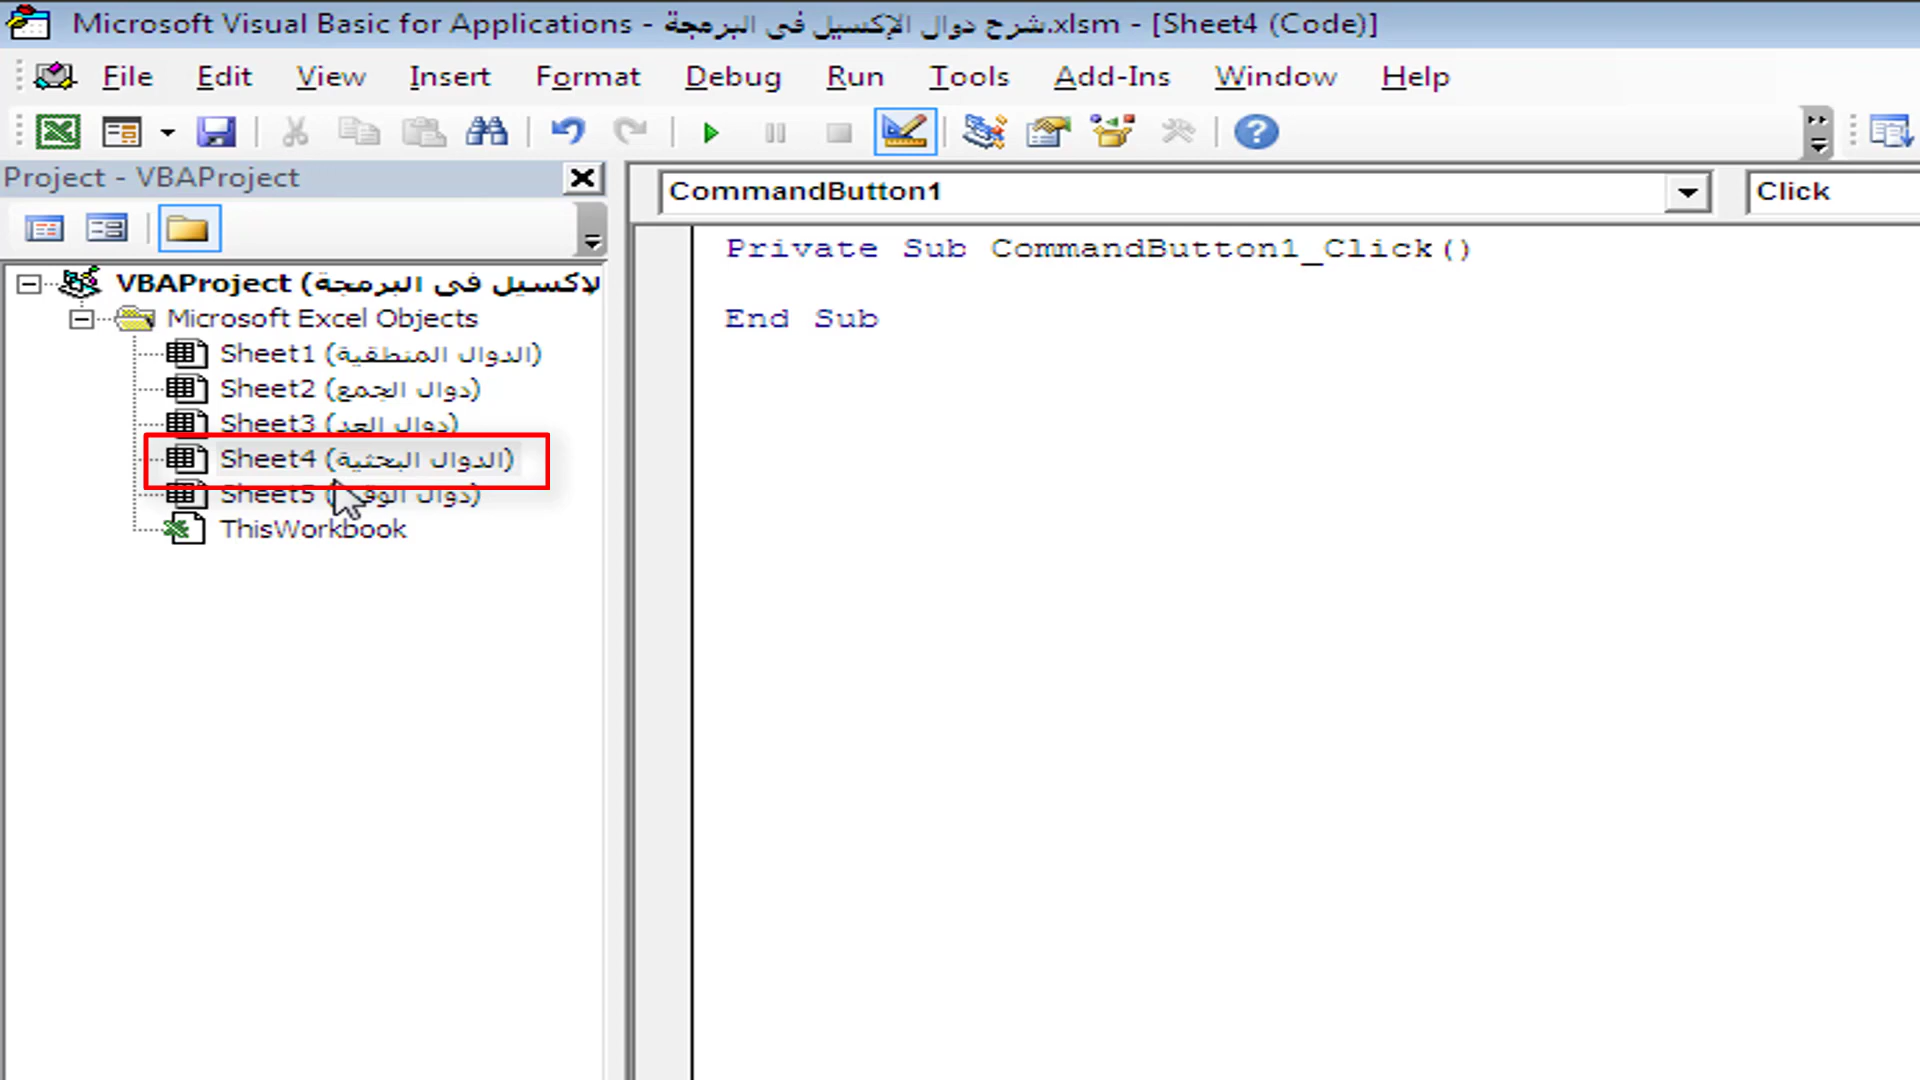 Microsoft Visual Basic for Applications - شرح دوال الإكسيل فى البرمجة.xlsm - [Sheet4 (Code)]
File Edit View Insert Format Debug Run Tools Add-Ins Window Help
Project - VBAProject
CommandButton1
Click
VBAProject (لإكسيل فى البرمجة
Microsoft Excel Objects
Sheet1 (الدوال المنطقية)
Sheet2 (دوال الجمع)
Sheet3 (دوال العد)
Sheet4 (الدوال البحثية)
Sheet5 (دوال
ThisWorkbook
Private Sub CommandButton1_Click()
End Sub